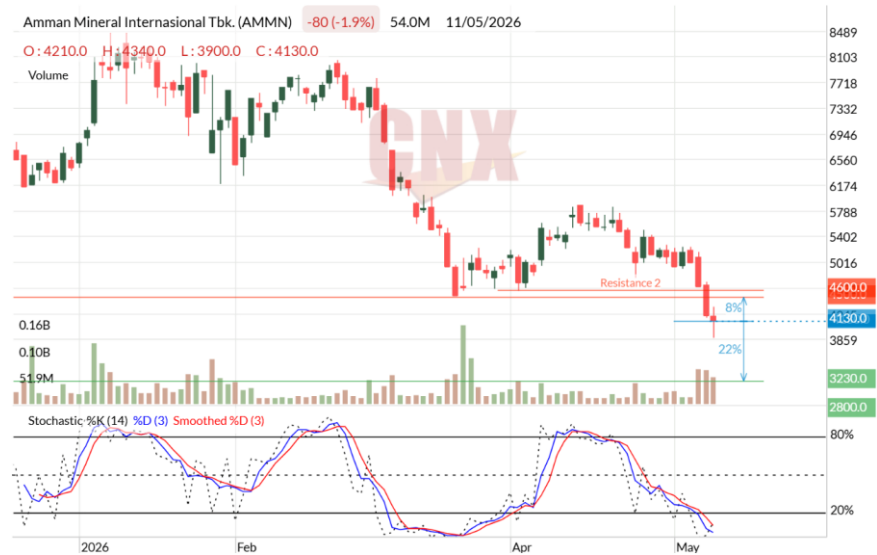 Amman Mineral Internasional Tbk. (AMMN) -80 (-1.9%) 54.0M 11/05/2026
O:4210.0 H:4340.0 L:3900.0 C:4130.0
Volume
CNX
8489
8103
7718
7332
6946
6560
6174
5788
5402
5016
Resistance 2
4600.0
8%
4130.0
3859
22%
3230.0
2800.0
0.16B
0.10B
51.9M
Stochastic %K (14) %D (3) Smoothed %D (3)
80%
20%
2026 Feb Apr May